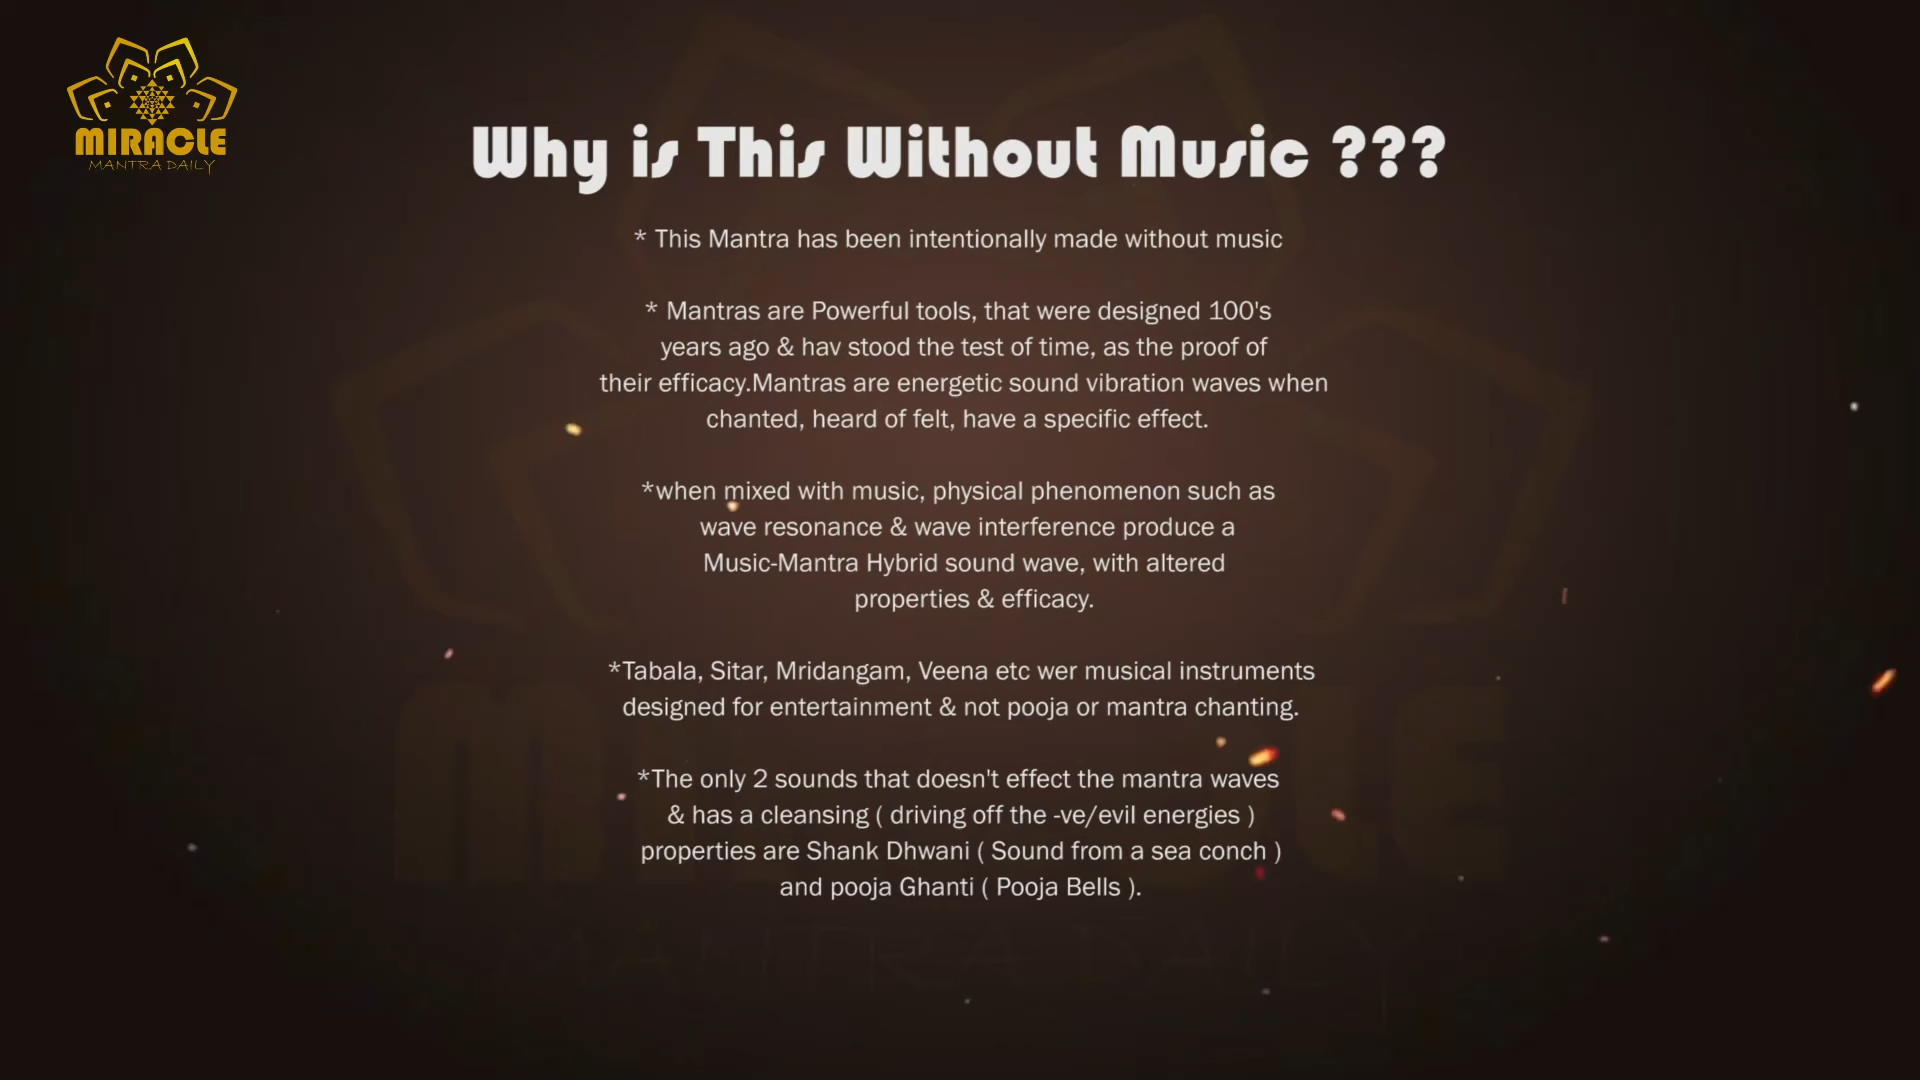 MIRACLE
MANTRA DAILY
Why is This Without Music ???
* This Mantra has been intentionally made without music
* Mantras are Powerful tools, that were designed 100's
years ago & hav stood the test of time, as the proof of
their efficacy.Mantras are energetic sound vibration waves when
chanted, heard of felt, have a specific effect.
*when mixed with music, physical phenomenon such as
wave resonance & wave interference produce a
Music-Mantra Hybrid sound wave, with altered
properties & efficacy.
*Tabala, Sitar, Mridangam, Veena etc wer musical instruments
designed for entertainment & not pooja or mantra chanting.
*The only 2 sounds that doesn't effect the mantra waves
& has a cleansing ( driving off the -ve/evil energies )
properties are Shank Dhwani ( Sound from a sea conch )
and pooja Ghanti ( Pooja Bells ).
MIRACLE
MANTRA DAILY